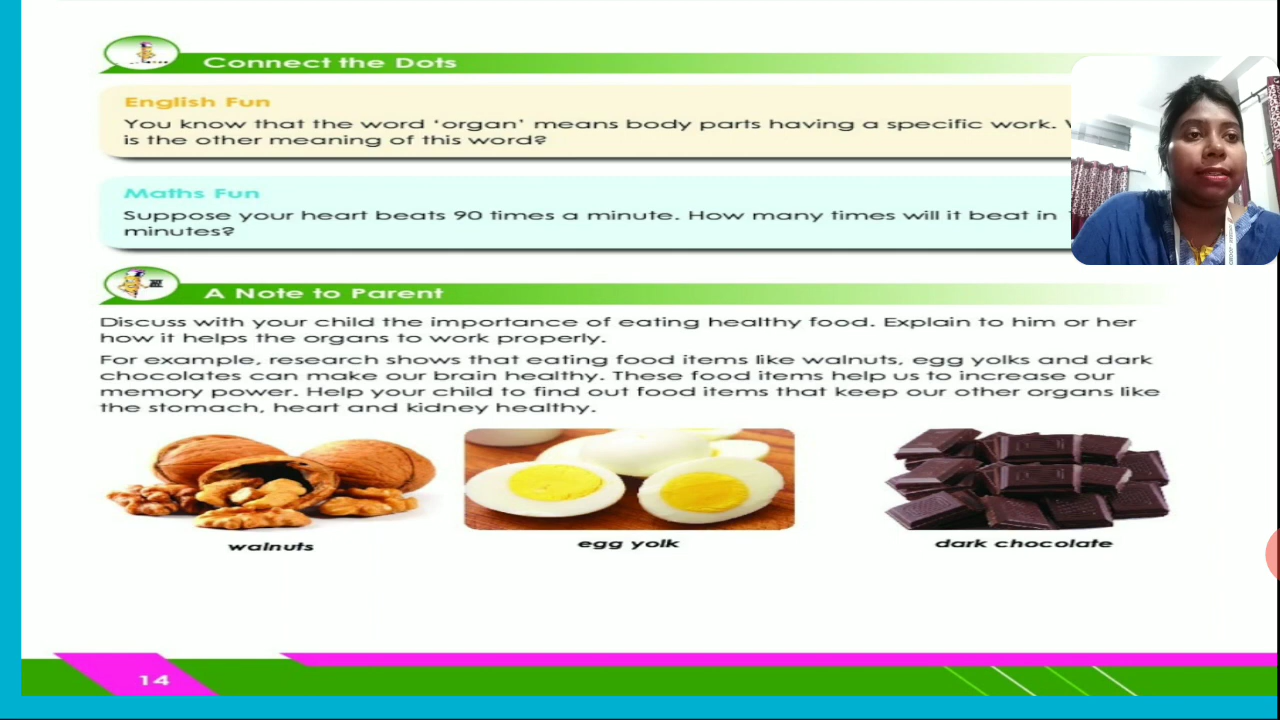 Connect the Dots
English Fun
You know that the word ‘organ’ means body parts having a specific work.
is the other meaning of this word?
Maths Fun
Suppose your heart beats 90 times a minute. How many times will it beat in
minutes?
A Note to Parent
Discuss with your child the importance of eating healthy food. Explain to him or her
how it helps the organs to work properly.
For example, research shows that eating food items like walnuts, egg yolks and dark
chocolates can make our brain healthy. These food items help us to increase our
memory power. Help your child to find out food items that keep our other organs like
the stomach, heart and kidney healthy.
walnuts
egg yolk
dark chocolate
14